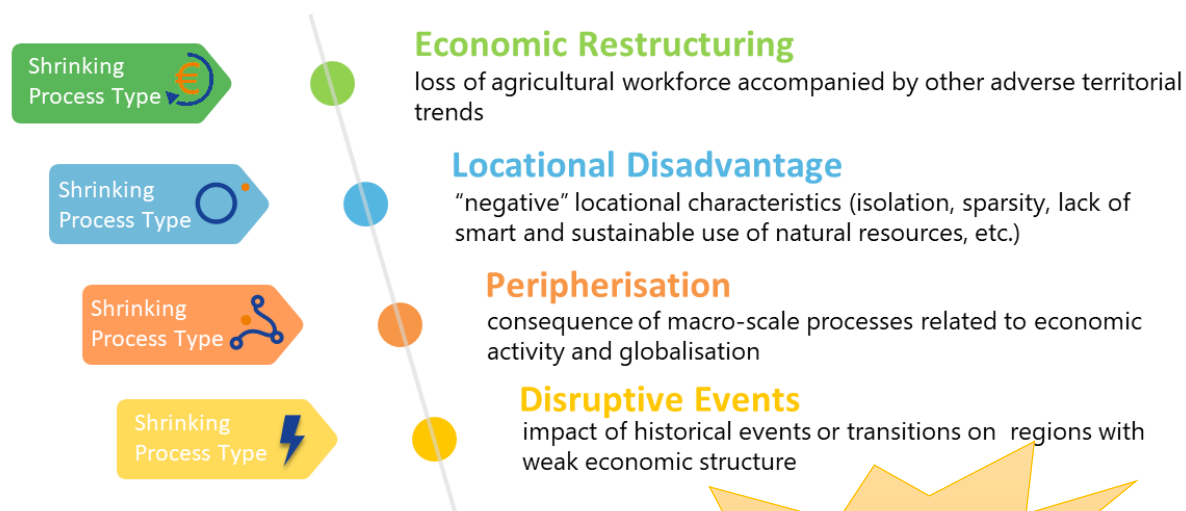 Economic Restructuring
Shrinking
Process Type €
loss of agricultural workforce accompanied by other adverse territorial
trends
Locational Disadvantage
Shrinking
Process Type
"negative" locational characteristics (isolation, sparsity, lack of
smart and sustainable use of natural resources, etc.)
Peripherisation
Shrinking
Process Type
consequence of macro-scale processes related to economic
activity and globalisation
Disruptive Events
Shrinking
Process Type
impact of historical events or transitions on regions with
weak economic structure